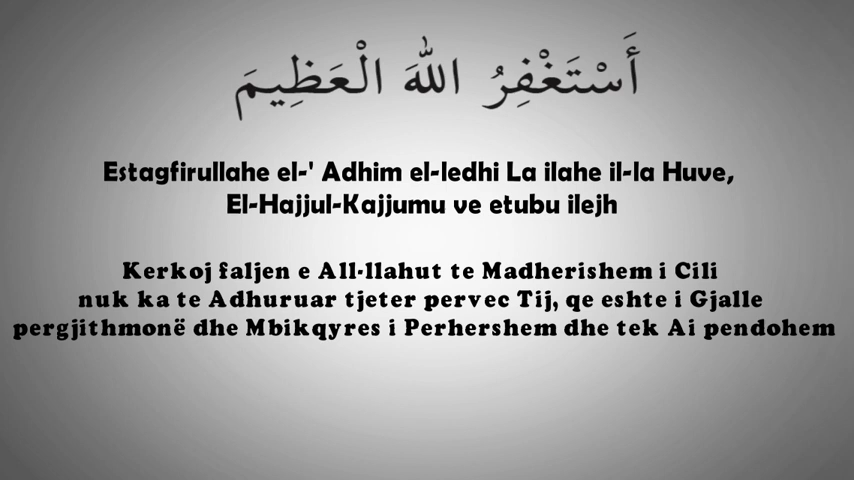 أَسْتَغْفِرُ اللّٰهَ الْعَظِيمَ
Estagfirullahe el-' Adhim el-ledhi La ilahe il-la Huve,
El-Hajjul-Kajjumu ve etubu ilejh
Kerkoj faljen e All-llahut te Madherishem i Cili
nuk ka te Adhuruar tjeter pervec Tij, qe eshte i Gjalle
pergjithmonë dhe Mbikqyres i Perhershem dhe tek Ai pendohem